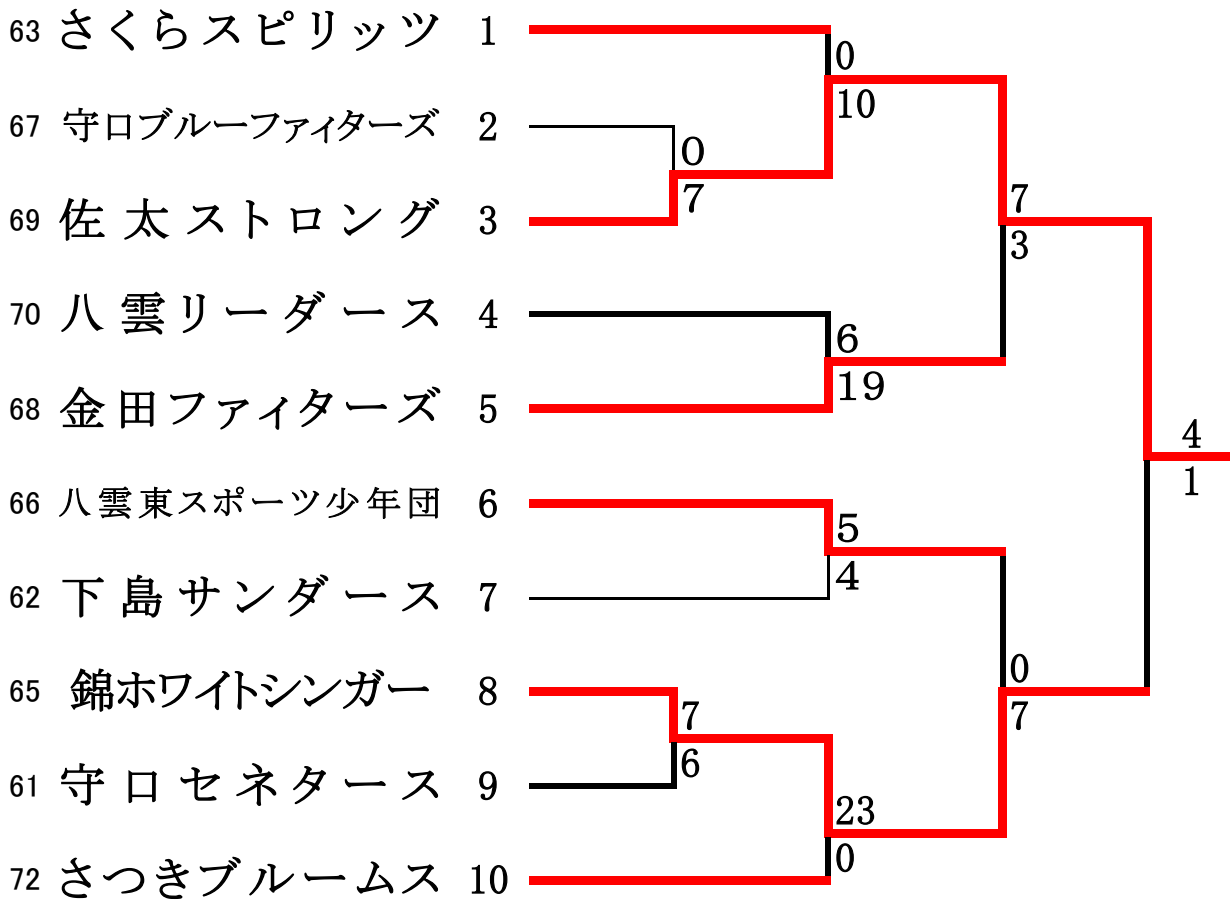 63 さくらスピリッツ 1
0
10
67 守口ブルーファイターズ 2
0
7
69 佐太ストロング 3
7
3
70 八雲リーダース 4
6
19
68 金田ファイターズ 5
4
1
66 八雲東スポーツ少年団 6
5
4
62 下島サンダース 7
0
7
65 錦ホワイトシンガー 8
7
6
61 守口セネタース 9
23
0
72 さつきブルームス 10